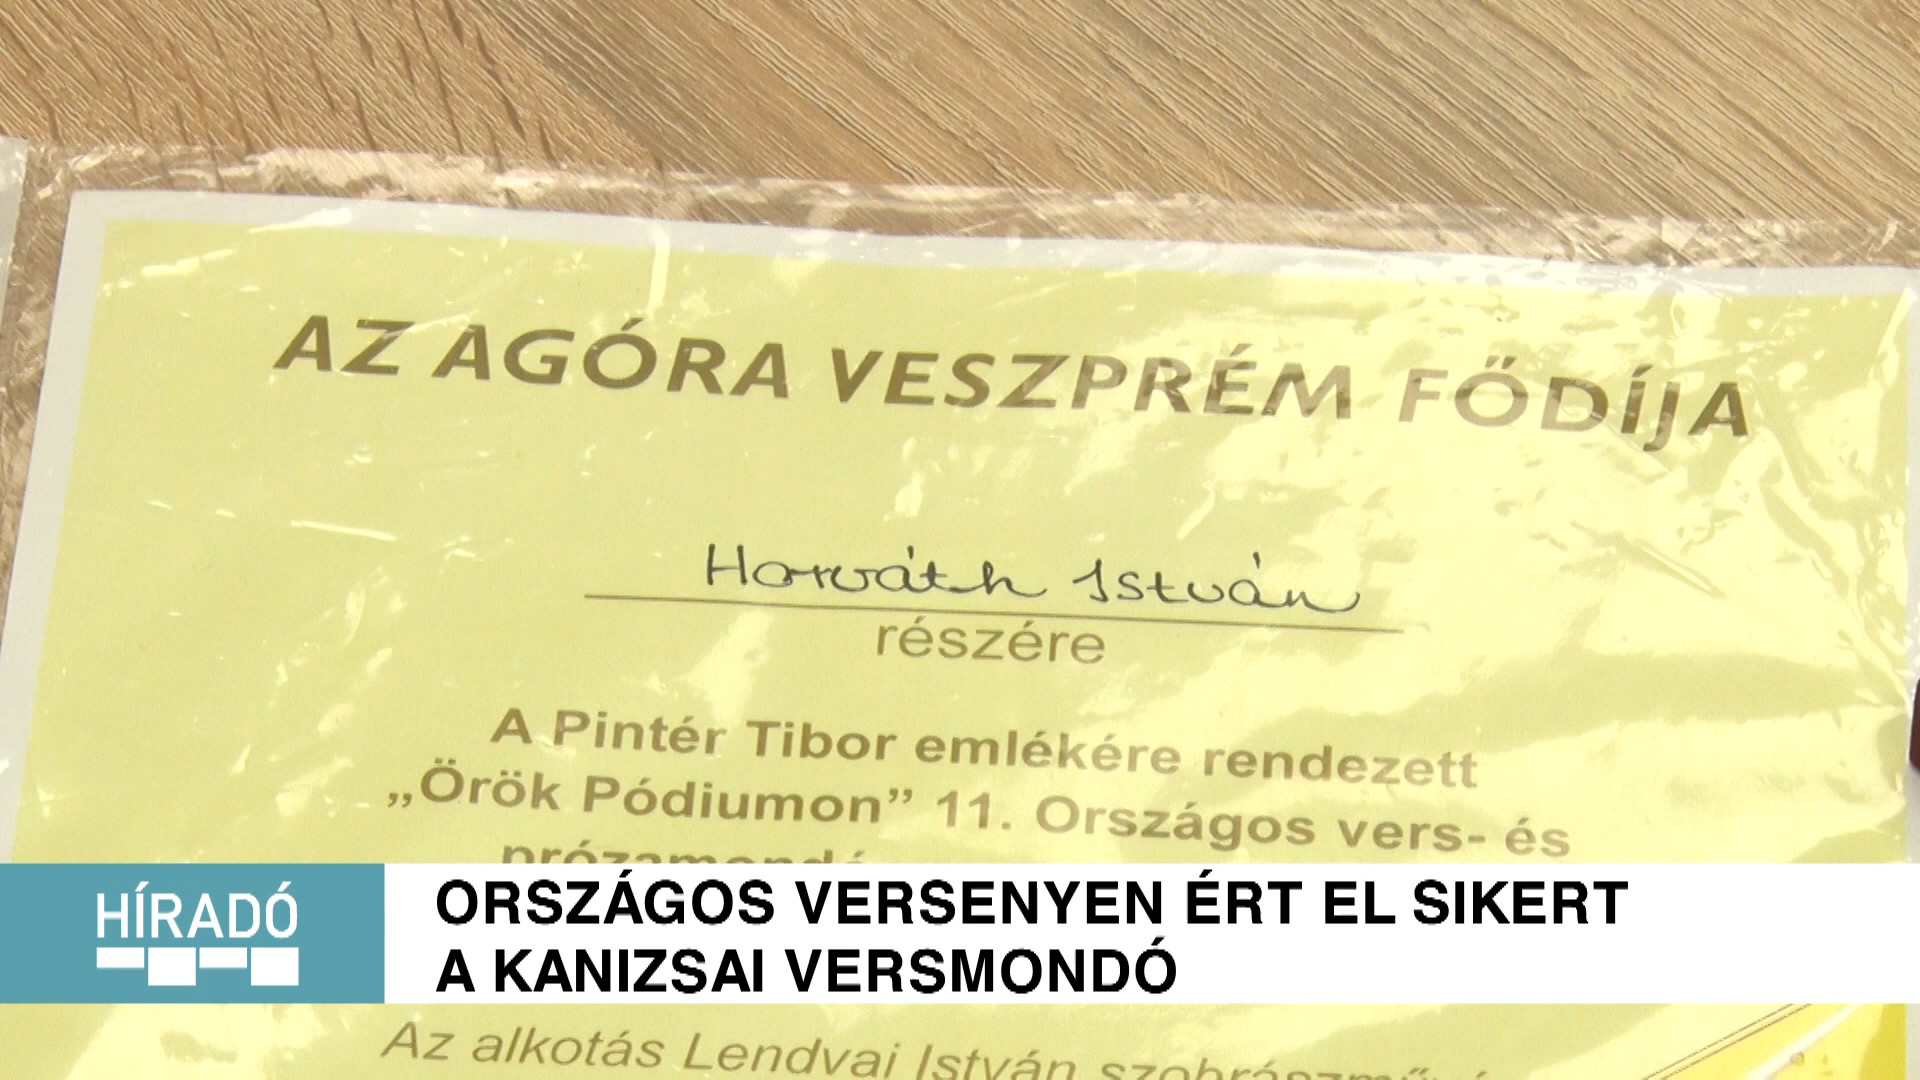 AZ AGÓRA VESZPRÉM FŐDÍJA
Horváth István
részére
A Pintér Tibor emlékére rendezett
„Örök Pódiumon” 11. Országos vers- és
HÍRADÓ
ORSZÁGOS VERSENYEN ÉRT EL SIKERT
A KANIZSAI VERSMONDÓ
Az alkotás Lendvai István